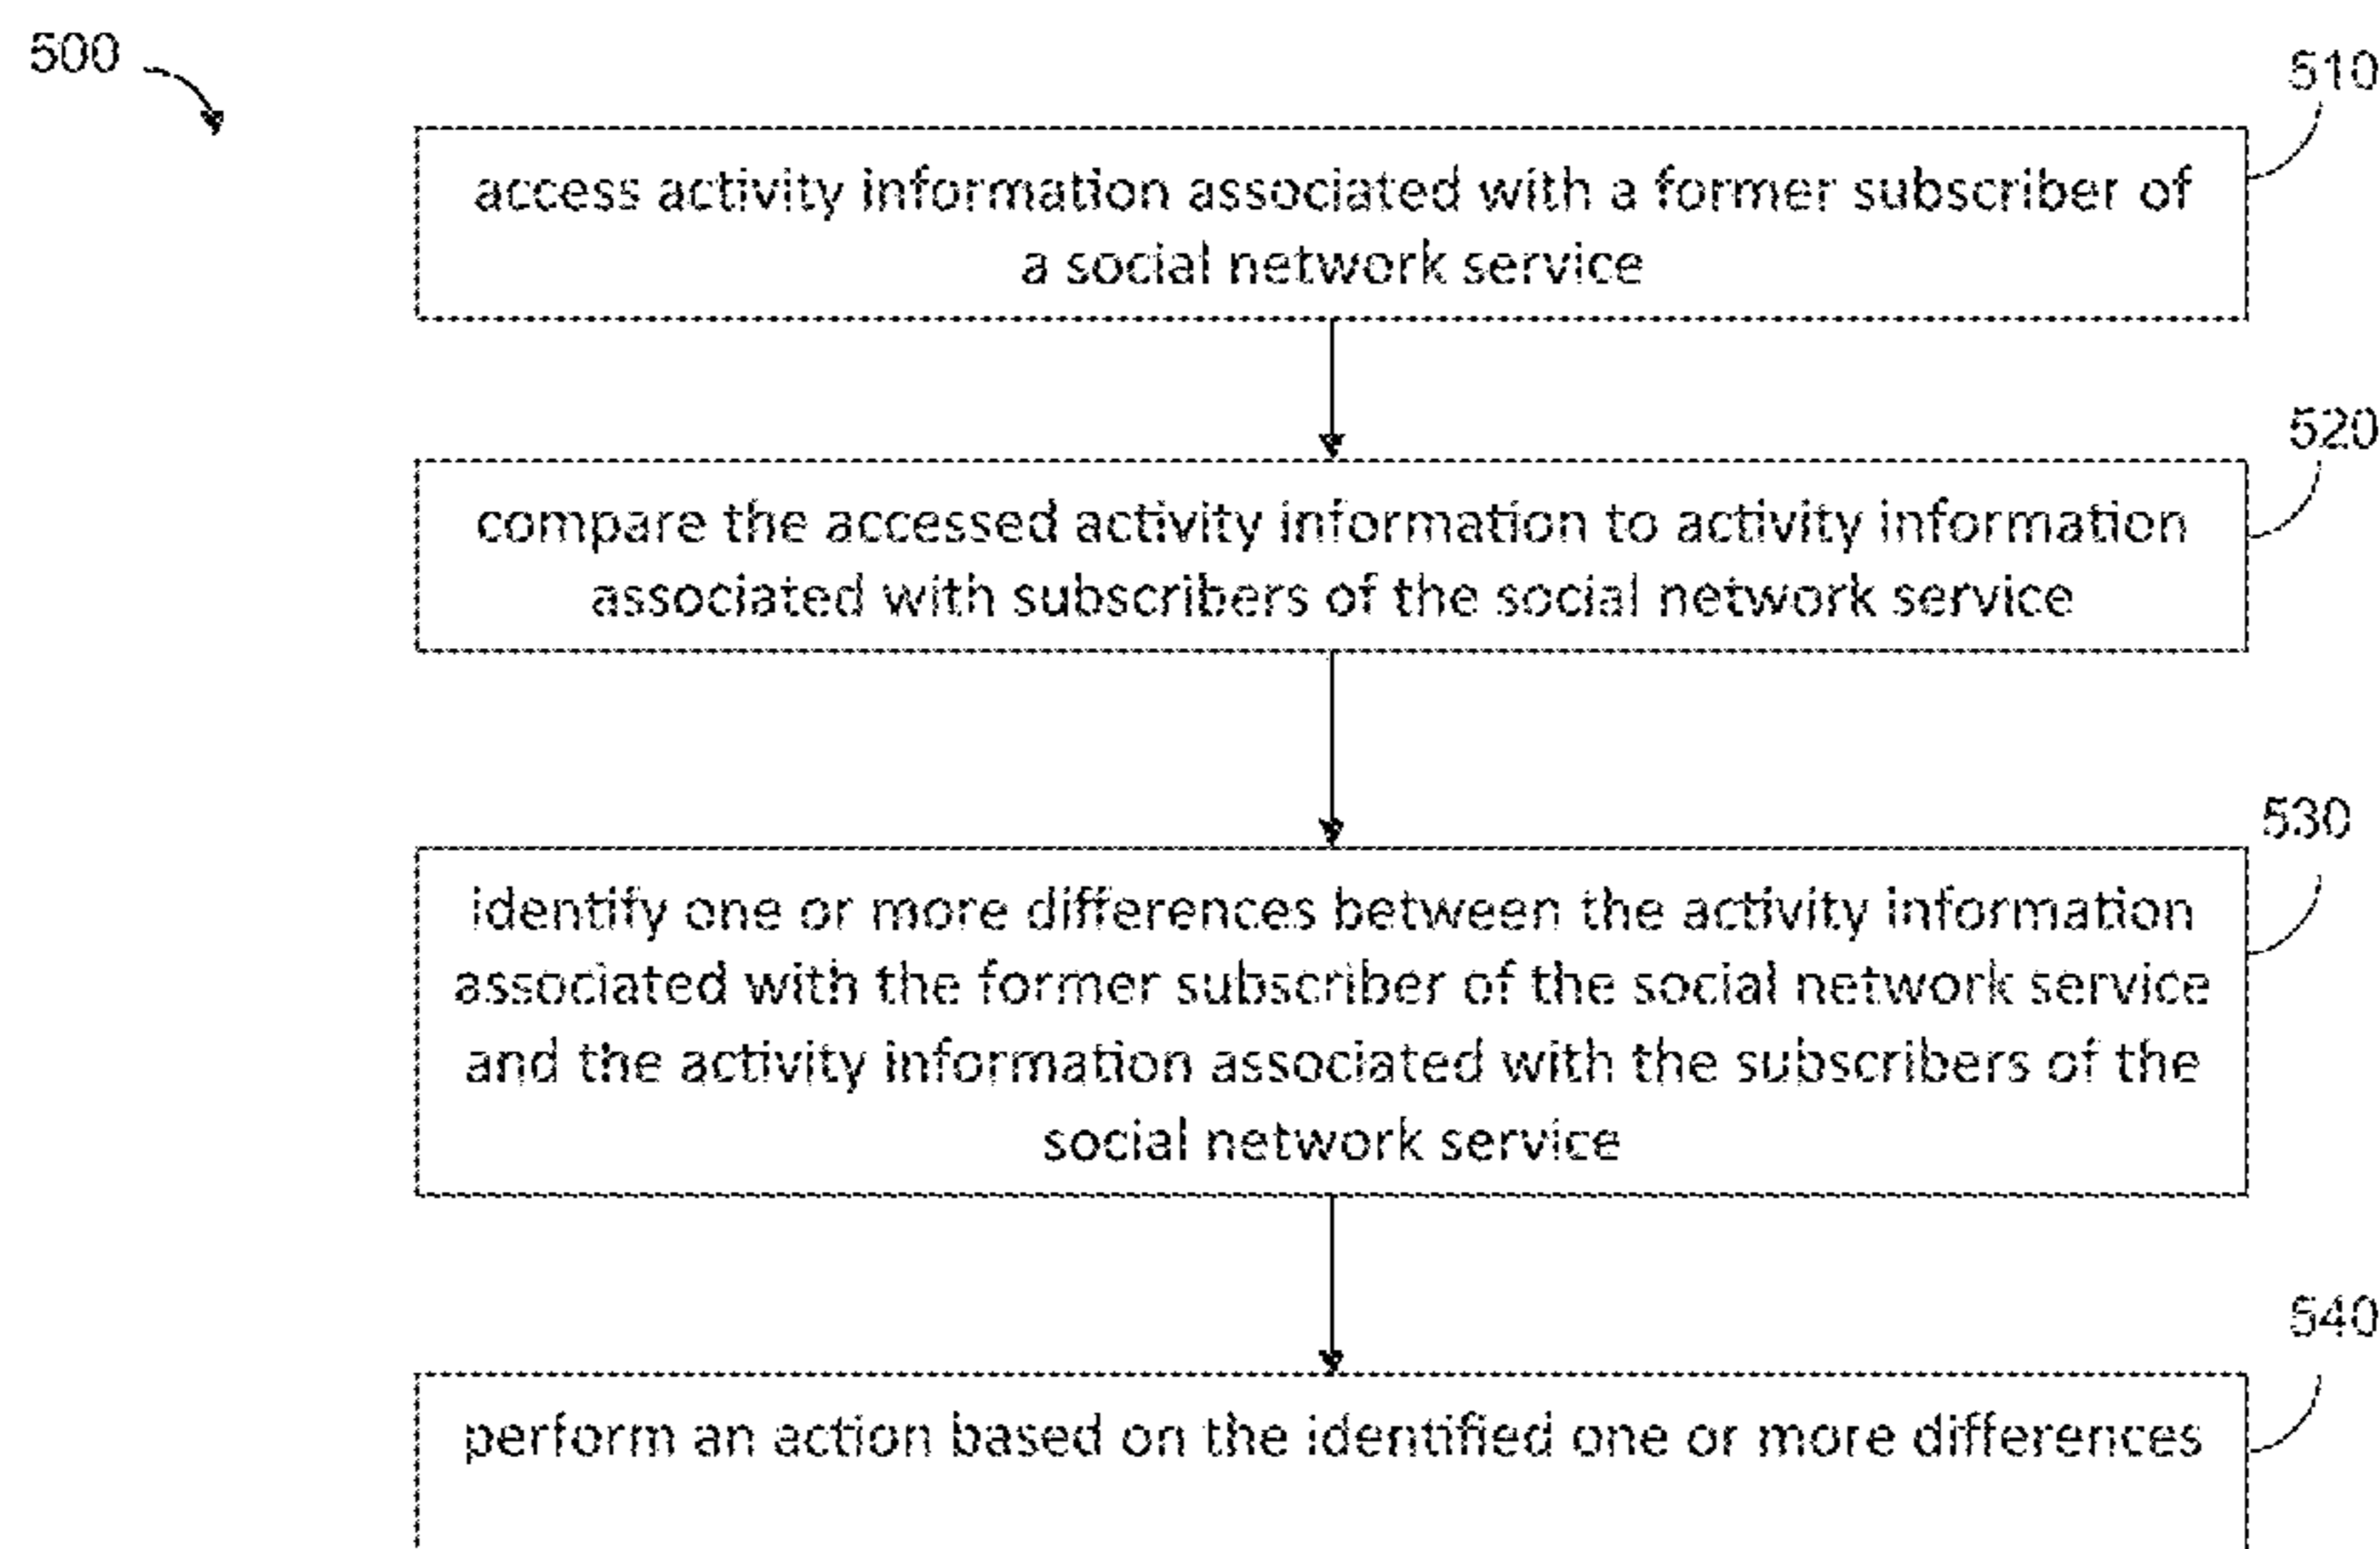 500
510
access activity information associated with a former subscriber of
a social network service
520
compare the accessed activity information to activity information
associated with subscribers of the social network service
530
identify one or more differences between the activity information
associated with the former subscriber of the social network service
and the activity information associated with the subscribers of the
social network service
540
perform an action based on the identified one or more differences